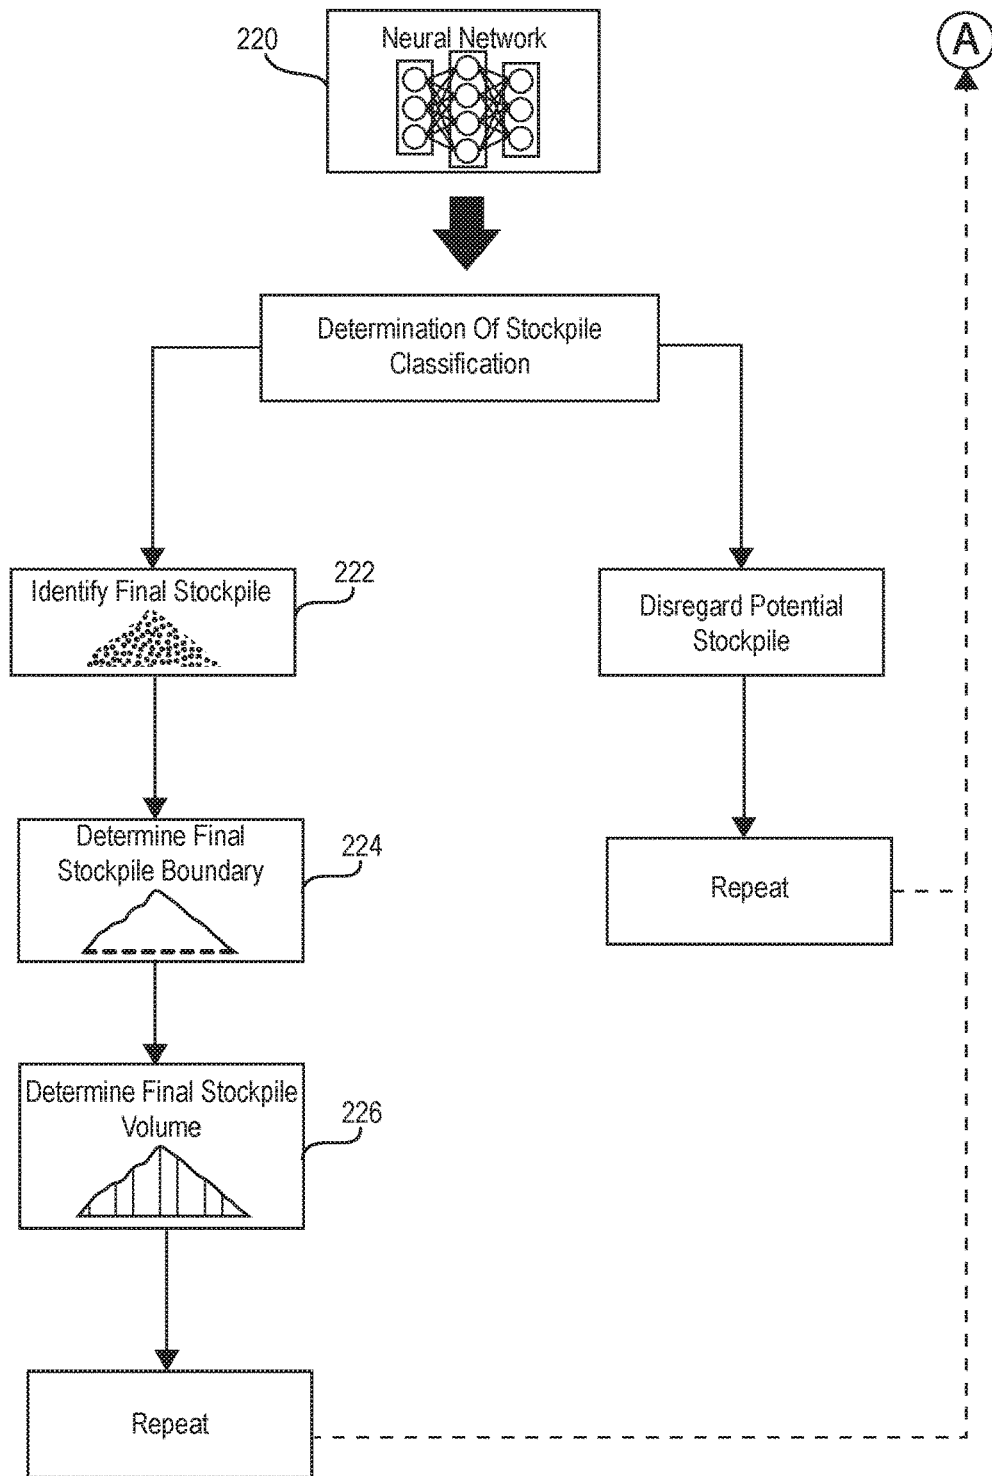 220
Neural Network
A
Determination Of Stockpile
Classification
Identify Final Stockpile
222
Disregard Potential
Stockpile
Determine Final
Stockpile Boundary
224
Repeat
Determine Final Stockpile
Volume
226
Repeat